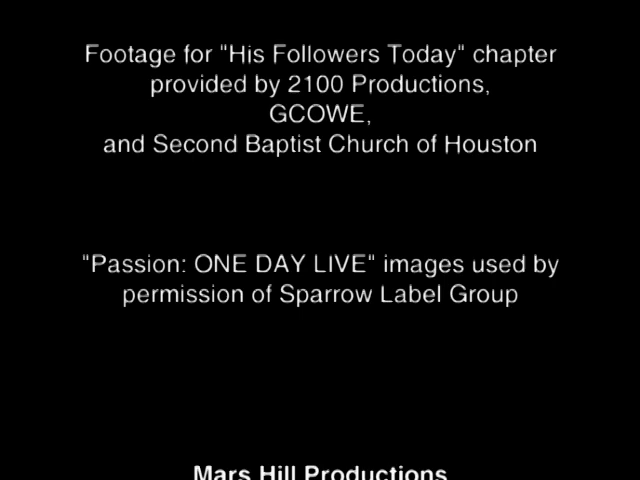 Footage for "His Followers Today" chapter
provided by 2100 Productions,
GCOWE,
and Second Baptist Church of Houston
"Passion: ONE DAY LIVE" images used by
permission of Sparrow Label Group
Mars Hill Productions